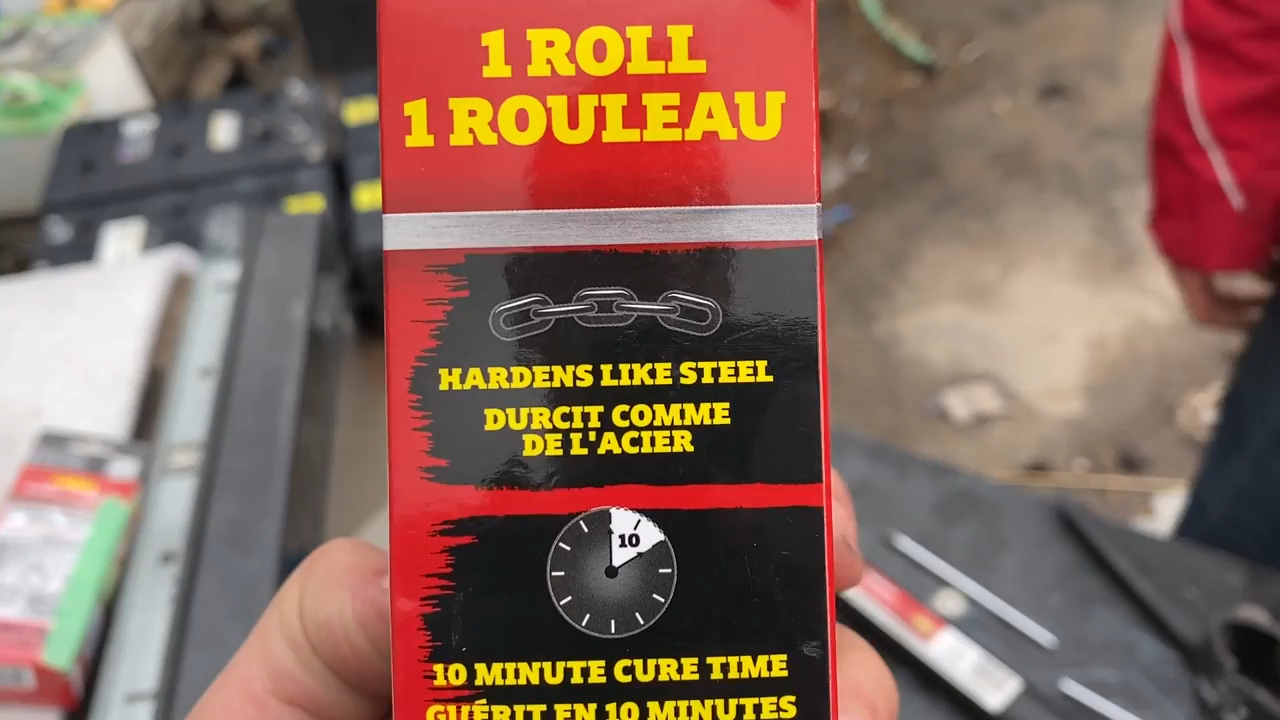 1 ROLL
1 ROULEAU
HARDENS LIKE STEEL
DURCIT COMME
DE L'ACIER
10
10 MINUTE CURE TIME
GUÉRIT EN 10 MINUTES